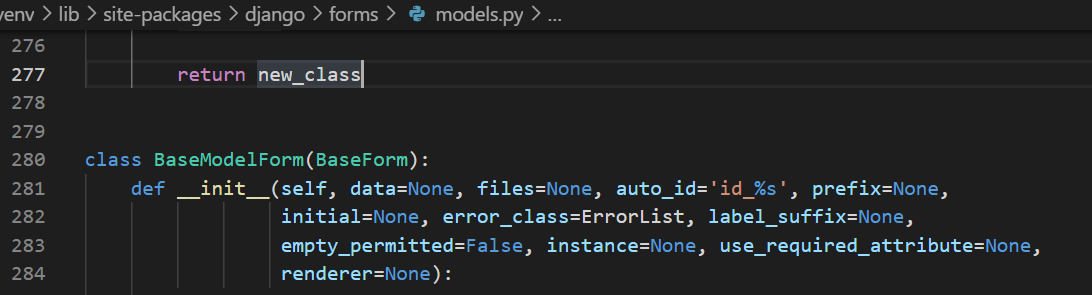 venv > lib > site-packages > django > forms > models.py > ...
276
277 return new_class
278
279
280 class BaseModelForm(BaseForm):
281 def __init__(self, data=None, files=None, auto_id='id_%s', prefix=None,
282 initial=None, error_class=ErrorList, label_suffix=None,
283 empty_permitted=False, instance=None, use_required_attribute=None,
284 renderer=None):